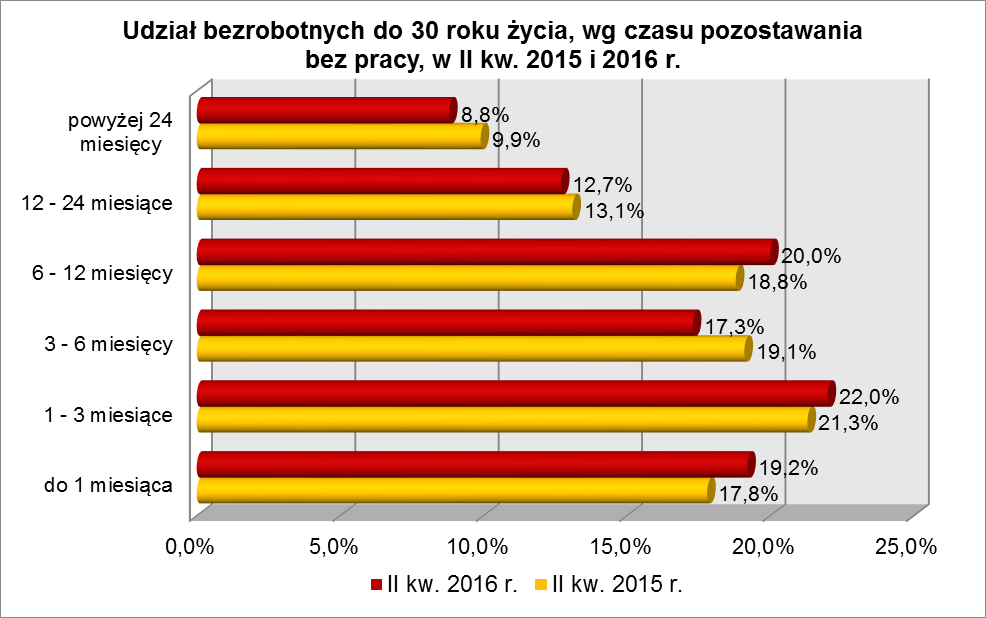 Udział bezrobotnych do 30 roku życia, wg czasu pozostawania
bez pracy, w II kw. 2015 i 2016 r.
powyżej 24
miesięcy
8,8%
9,9%
12 - 24 miesiące
12,7%
13,1%
6 - 12 miesięcy
20,0%
18,8%
3 - 6 miesięcy
17,3%
19,1%
1 - 3 miesiące
22,0%
21,3%
do 1 miesiąca
19,2%
17,8%
0,0% 5,0% 10,0% 15,0% 20,0% 25,0%
II kw. 2016 r. II kw. 2015 r.